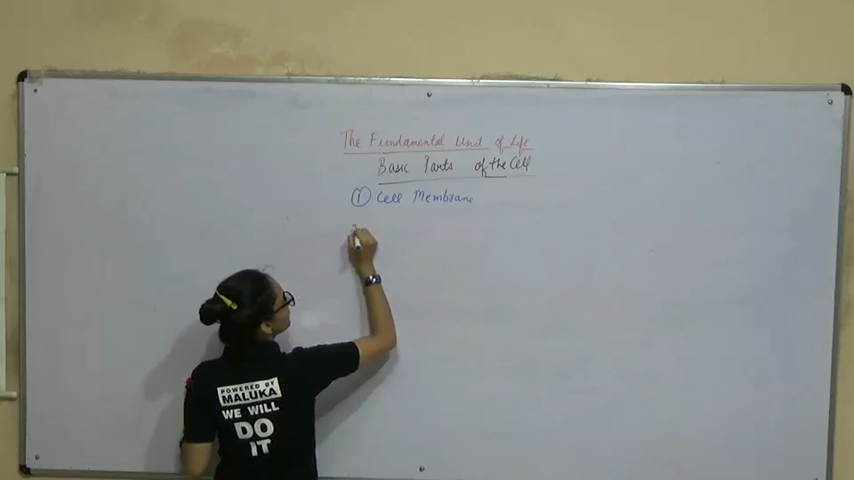 The Fundamental Unit of Life
Basic Parts of the Cell
① Cell Membrane
POWERED BY
MALUKA
WE WILL
DO
IT